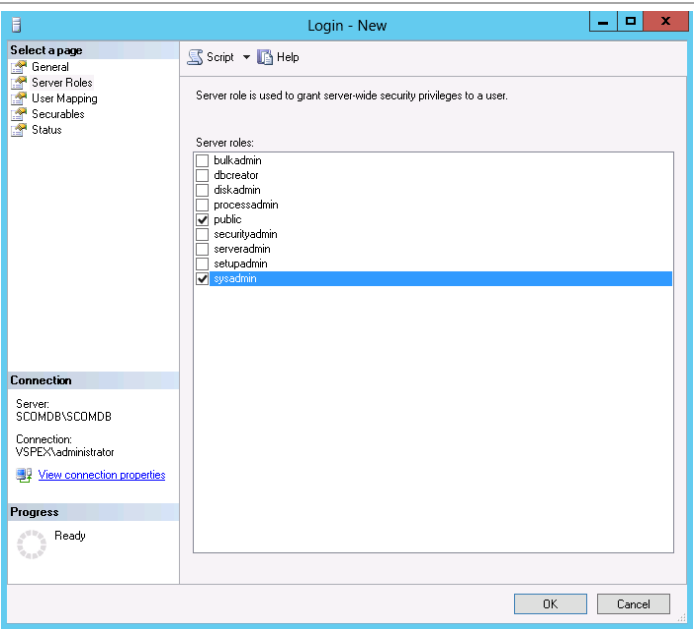 Login - New
Select a page
General
Server Roles
User Mapping
Securables
Status
Script
Help
Server role is used to grant server-wide security privileges to a user.
Server roles:
bulkadmin
dbcreator
diskadmin
processadmin
public
securityadmin
serveradmin
setupadmin
sysadmin
Connection
Server:
SCOMDB\SCOMDB
Connection:
VSPEX\administrator
View connection properties
Progress
Ready
OK
Cancel